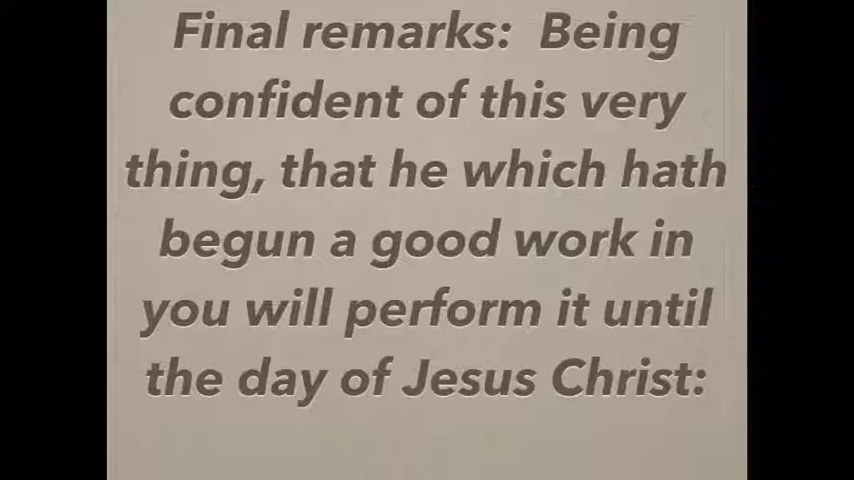 Final remarks:  Being
confident of this very
thing, that he which hath
begun a good work in
you will perform it until
the day of Jesus Christ: